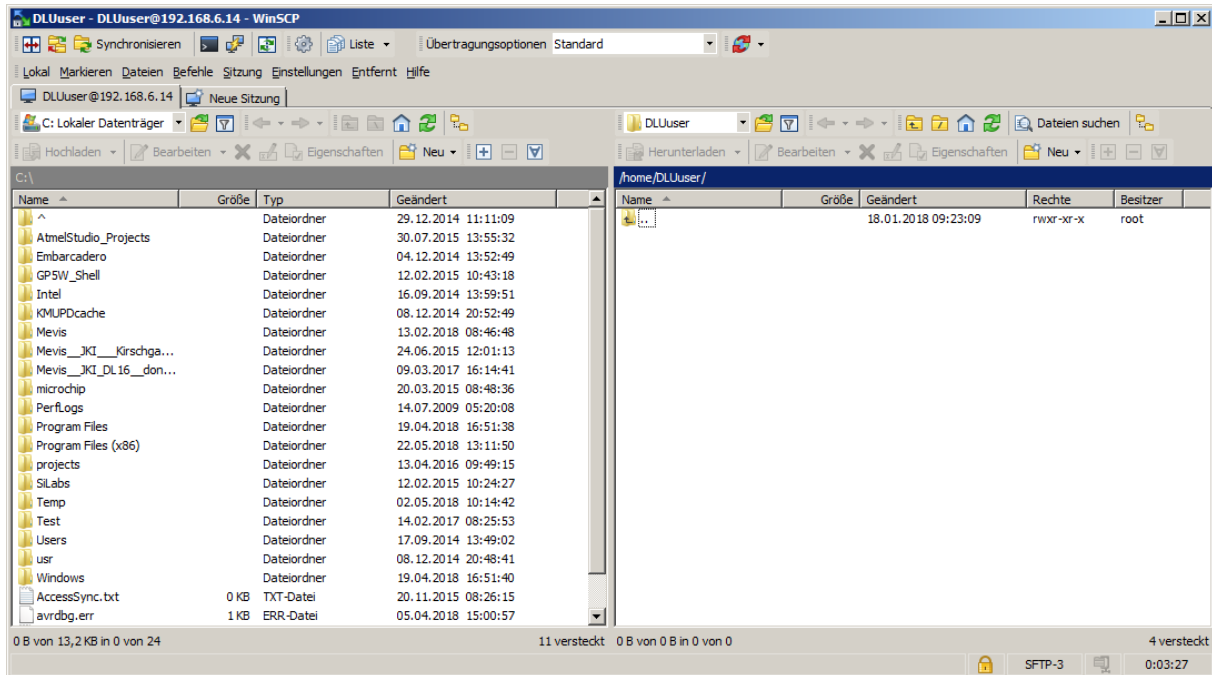 DLUuser - DLUuser@192.168.6.14 - WinSCP
Synchronisieren Liste Übertragungsoptionen Standard
Lokal Markieren Dateien Befehle Sitzung Einstellungen Entfernt Hilfe
DLUuser@192.168.6.14 Neue Sitzung
C: Lokaler Datenträger DLUuser Dateien suchen
Hochladen Bearbeiten Eigenschaften Neu Herunterladen Bearbeiten Eigenschaften Neu
C:\ /home/DLUuser/
Name Größe Typ Geändert Name Größe Geändert Rechte Besitzer
^ Dateiordner 29.12.2014 11:11:09 .. 18.01.2018 09:23:09 rwxr-xr-x root
AtmelStudio_Projects Dateiordner 30.07.2015 13:55:32
Embarcadero Dateiordner 04.12.2014 13:52:49
GP5W_Shell Dateiordner 12.02.2015 10:43:18
Intel Dateiordner 16.09.2014 13:59:51
KMUPDcache Dateiordner 08.12.2014 20:52:49
Mevis Dateiordner 13.02.2018 08:46:48
Mevis__JKI___Kirschga... Dateiordner 24.06.2015 12:01:13
Mevis__JKI_DL16__don... Dateiordner 09.03.2017 16:14:41
microchip Dateiordner 20.03.2015 08:48:36
PerfLogs Dateiordner 14.07.2009 05:20:08
Program Files Dateiordner 19.04.2018 16:51:38
Program Files (x86) Dateiordner 22.05.2018 13:11:50
projects Dateiordner 13.04.2016 09:49:15
SiLabs Dateiordner 12.02.2015 10:24:27
Temp Dateiordner 02.05.2018 10:14:42
Test Dateiordner 14.02.2017 08:25:53
Users Dateiordner 17.09.2014 13:49:02
usr Dateiordner 08.12.2014 20:48:41
Windows Dateiordner 19.04.2018 16:51:40
AccessSync.txt 0 KB TXT-Datei 20.11.2015 08:26:15
avrdbg.err 1 KB ERR-Datei 05.04.2018 15:00:57
0 B von 13,2 KB in 0 von 24 11 versteckt 0 B von 0 B in 0 von 0 4 versteckt
SFTP-3 0:03:27